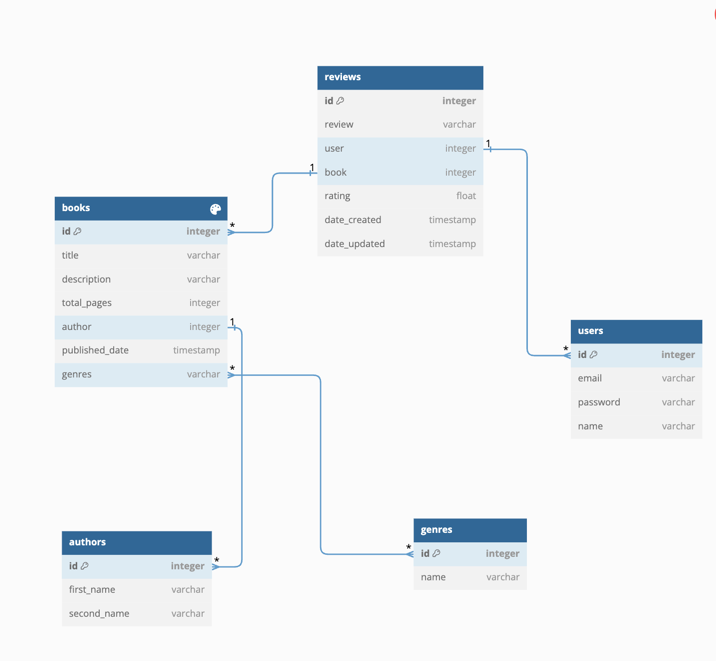 reviews
id integer
review varchar
user integer
book integer
rating float
date_created timestamp
date_updated timestamp
1
1
books
id integer
title varchar
description varchar
total_pages integer
author integer
published_date timestamp
genres varchar
*
1
*
users
id integer
email varchar
password varchar
name varchar
*
authors
id integer
first_name varchar
second_name varchar
*
genres
id integer
name varchar
*